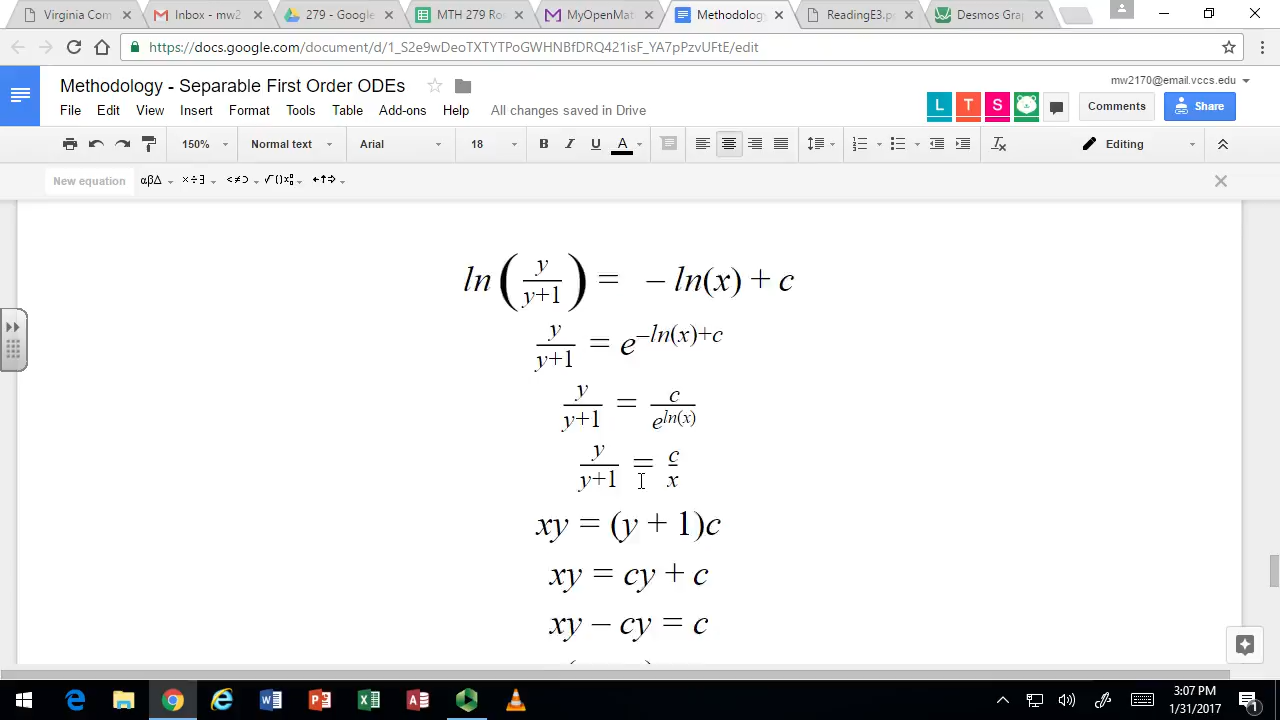 Virginia Com
Inbox - mw2
279 - Google
MTH 279 Ro
MyOpenMat
Methodology
ReadingE3.p
Desmos Gra
https://docs.google.com/document/d/1_S2e9wDeoTXTYTPoGWHNBfDRQ421isF_YA7pPzvUFtE/edit
Methodology - Separable First Order ODEs
mw2170@email.vccs.edu
File Edit View Insert Format Tools Table Add-ons Help All changes saved in Drive
L T S Comments Share
150% Normal text Arial 18 B I U A Editing
New equation αβΔ ×÷∃ <≠⊃ √()¦ ←↑⇒
ln(y/(y+1)) = – ln(x) + c
y/(y+1) = e^(–ln(x)+c)
y/(y+1) = c/e^(ln(x))
y/(y+1) = c/x
xy = (y + 1)c
xy = cy + c
xy – cy = c
3:07 PM
1/31/2017
1